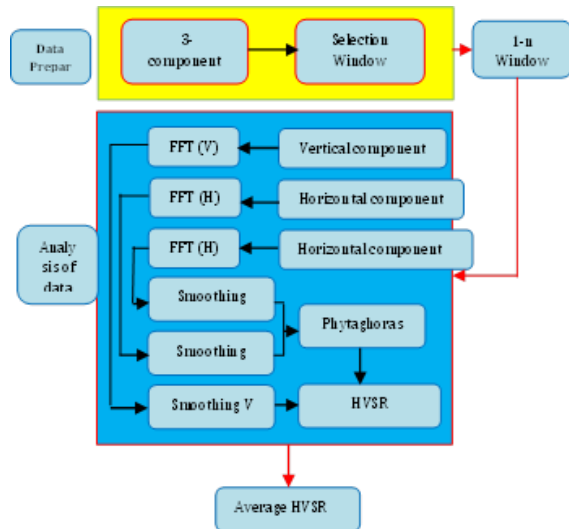 Data
Prepar
3-
component
Selection
Window
1-n
Window
FFT (V)
Vertical component
FFT (H)
Horizontal component
FFT (H)
Horizontal component
Analy
sis of
data
Smoothing
Phytaghoras
Smoothing
Smoothing V
HVSR
Average HVSR